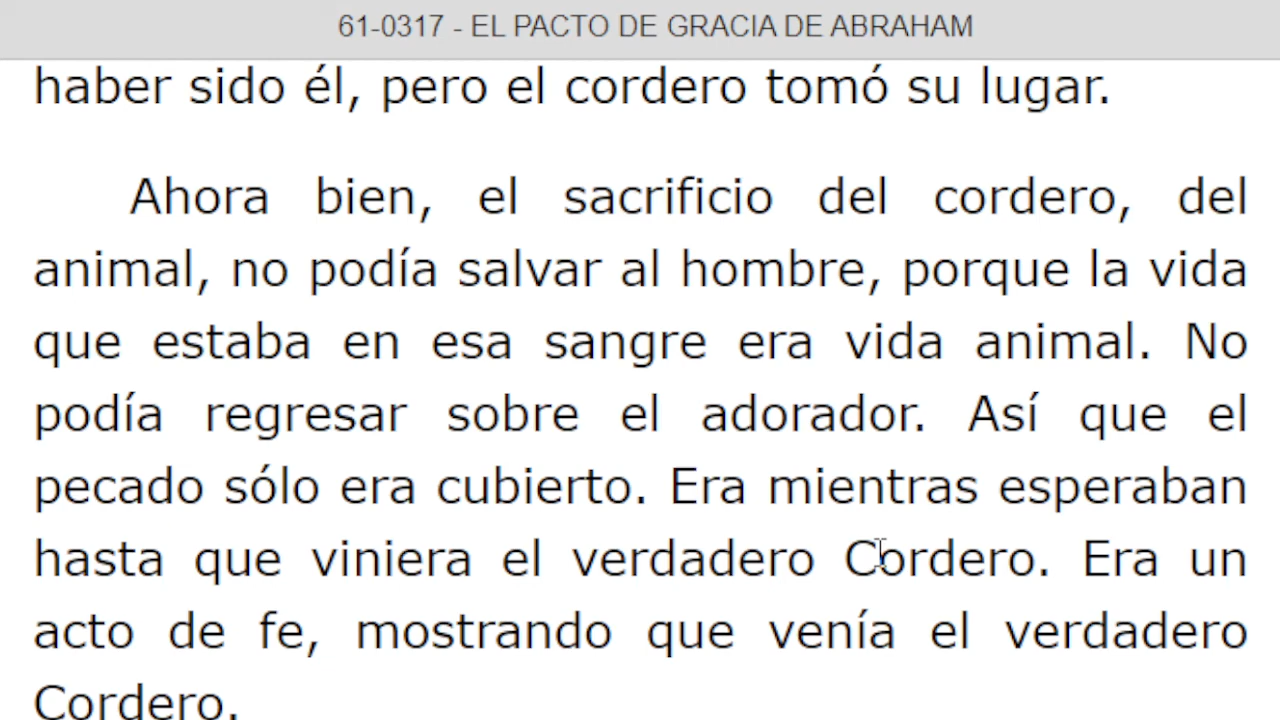 61-0317 - EL PACTO DE GRACIA DE ABRAHAM
haber sido él, pero el cordero tomó su lugar.
Ahora bien, el sacrificio del cordero, del
animal, no podía salvar al hombre, porque la vida
que estaba en esa sangre era vida animal. No
podía regresar sobre el adorador. Así que el
pecado sólo era cubierto. Era mientras esperaban
hasta que viniera el verdadero Cordero. Era un
acto de fe, mostrando que venía el verdadero
Cordero.